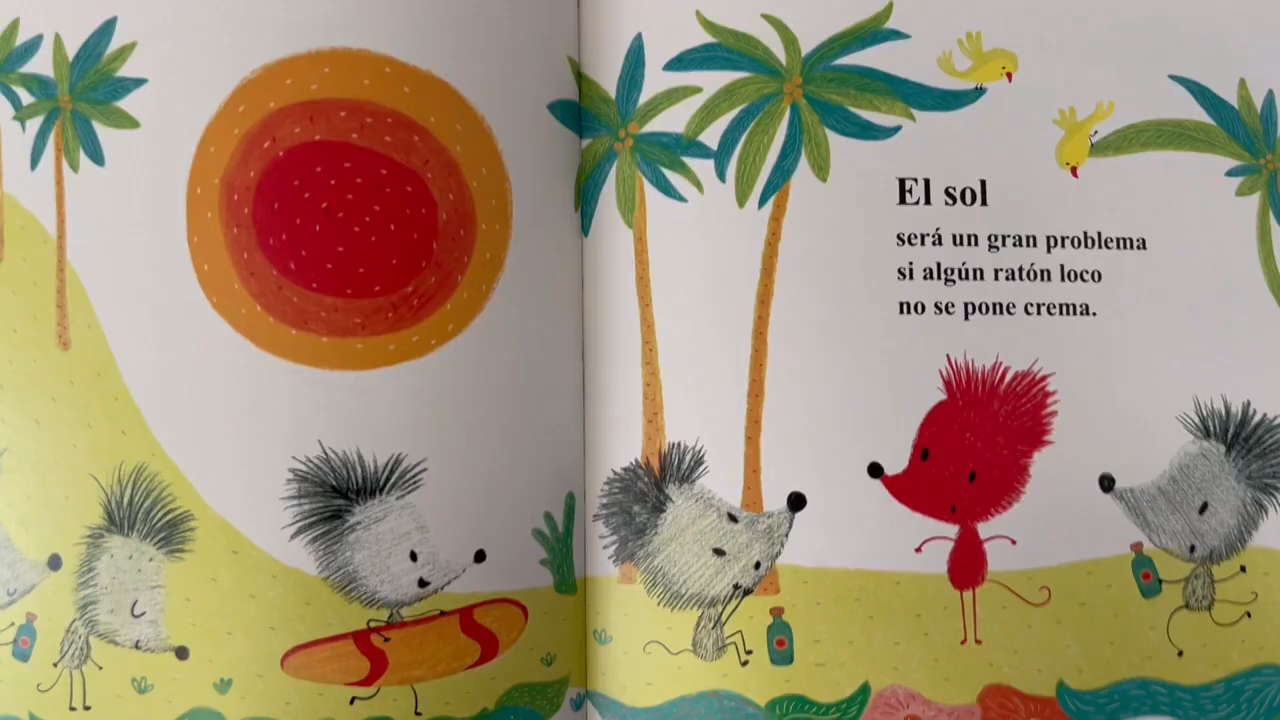 El sol
será un gran problema
si algún ratón loco
no se pone crema.